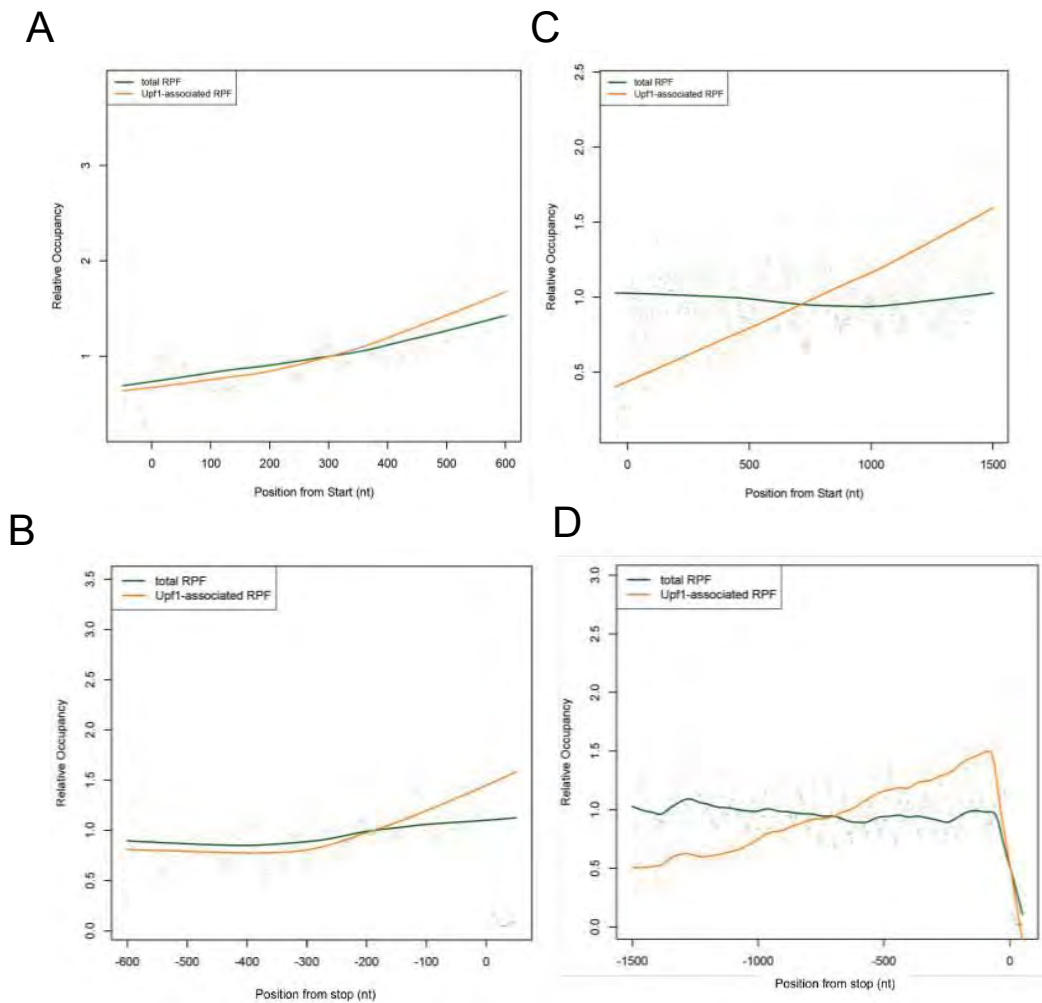 A
total RPF
Upf1-associated RPF
Relative Occupancy
3
2
1
0 100 200 300 400 500 600
Position from Start (nt)
C
total RPF
Upf1-associated RPF
Relative Occupancy
2.5
2.0
1.5
1.0
0.5
0 500 1000 1500
Position from Start (nt)
B
total RPF
Upf1-associated RPF
Relative Occupancy
3.5
3.0
2.5
2.0
1.5
1.0
0.5
0.0
-600 -500 -400 -300 -200 -100 0
Position from stop (nt)
D
total RPF
Upf1-associated RPF
Relative Occupancy
3.0
2.5
2.0
1.5
1.0
0.5
0.0
-1500 -1000 -500 0
Position from stop (nt)